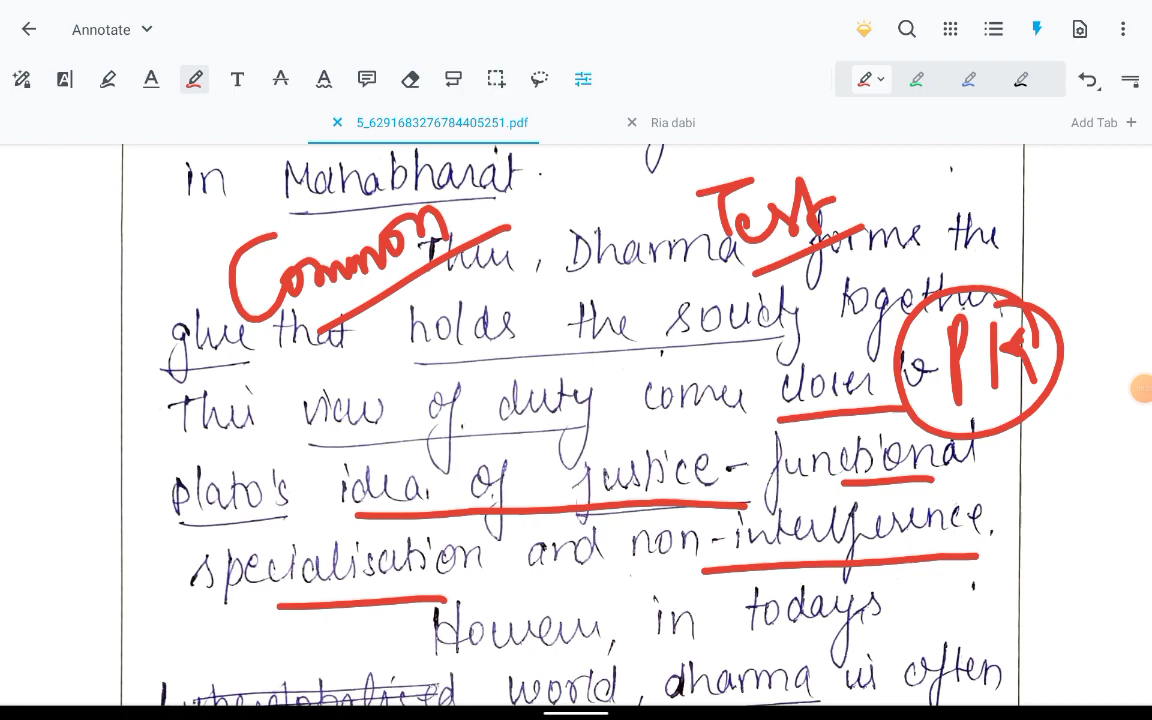 Annotate
T
5_6291683276784405251.pdf
Ria dabi
Add Tab +
in Mahabharat.
Common Test
Thus, Dharma forms the
glue that holds the society together
This view of duty comes closer to
PK
Plato's idea of justice - functional
specialisation and non-interference.
However, in todays
world, dharma is often